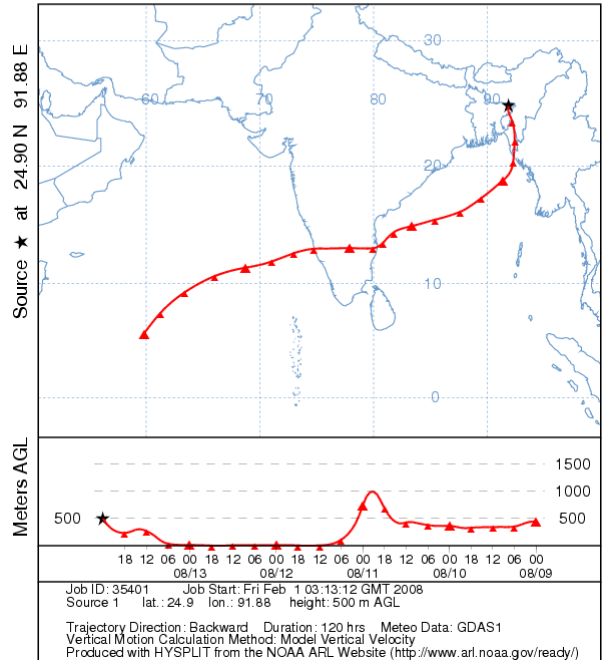 Source ★ at 24.90 N 91.88 E
30
60 70 80 90
20
10
0
Meters AGL
1500
1000
500 500
18 12 06 00 18 12 06 00 18 12 06 00 18 12 06 00 18 12 06 00
08/13 08/12 08/11 08/10 08/09
Job ID: 35401 Job Start: Fri Feb 1 03:13:12 GMT 2008
Source 1 lat.: 24.9 lon.: 91.88 height: 500 m AGL
Trajectory Direction: Backward Duration: 120 hrs Meteo Data: GDAS1
Vertical Motion Calculation Method: Model Vertical Velocity
Produced with HYSPLIT from the NOAA ARL Website (http://www.arl.noaa.gov/ready/)